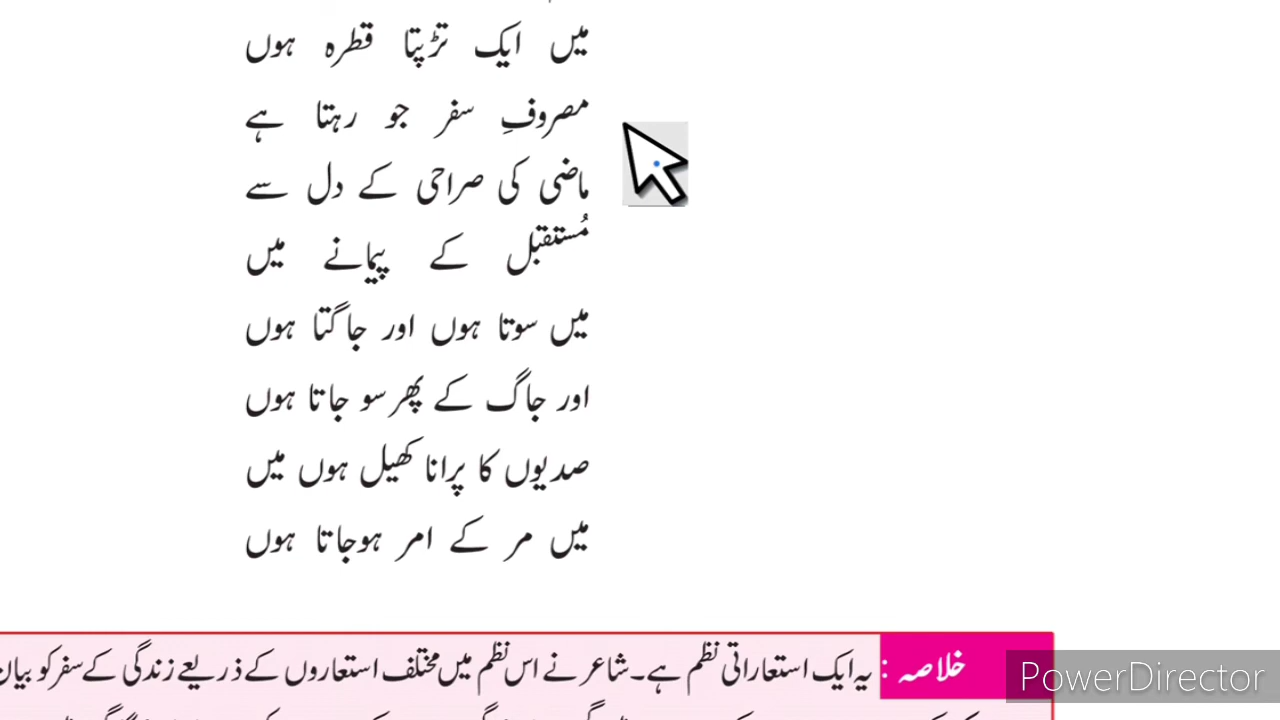 میں ایک تڑپتا قطرہ ہوں
مصروفِ سفر جو رہتا ہے
ماضی کی صراحی کے دل سے
مُستقبل کے پیمانے میں
میں سوتا ہوں اور جاگتا ہوں
اور جاگ کے پھر سو جاتا ہوں
صدیوں کا پرانا کھیل ہوں میں
میں مر کے امر ہوجاتا ہوں
خلاصہ : یہ ایک استعاراتی نظم ہے۔ شاعر نے اس نظم میں مختلف استعاروں کے ذریعے زندگی کے سفر کو بیان
PowerDirector